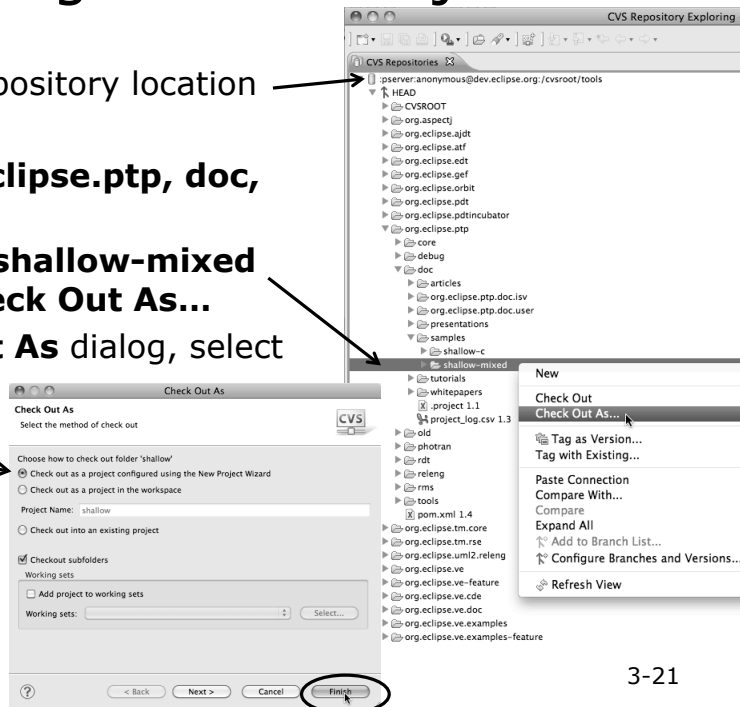 CVS Repository Exploring
CVS Repositories
pository location
:pserver:anonymous@dev.eclipse.org:/cvsroot/tools
HEAD
CVSROOT
org.aspectj
org.eclipse.ajdt
org.eclipse.atf
org.eclipse.edt
org.eclipse.gef
org.eclipse.orbit
org.eclipse.pdt
org.eclipse.pdtincubator
org.eclipse.ptp
core
debug
doc
articles
org.eclipse.ptp.doc.isv
org.eclipse.ptp.doc.user
presentations
samples
shallow-c
shallow-mixed
tutorials
whitepapers
.project 1.1
project_log.csv 1.3
old
photran
rdt
releng
rms
tools
pom.xml 1.4
org.eclipse.tm.core
org.eclipse.tm.rse
org.eclipse.uml2.releng
org.eclipse.ve
org.eclipse.ve-feature
org.eclipse.ve.cde
org.eclipse.ve.doc
org.eclipse.ve.examples
org.eclipse.ve.examples-feature
clipse.ptp, doc,
shallow-mixed
eck Out As…
t As dialog, select
New
Check Out
Check Out As...
Tag as Version...
Tag with Existing...
Paste Connection
Compare With...
Compare
Expand All
Add to Branch List...
Configure Branches and Versions...
Refresh View
Check Out As
Check Out As
Select the method of check out
CVS
Choose how to check out folder 'shallow'
Check out as a project configured using the New Project Wizard
Check out as a project in the workspace
Project Name: shallow
Check out into an existing project
Checkout subfolders
Working sets
Add project to working sets
Working sets:
Select...
?
< Back
Next >
Cancel
Finish
3-21